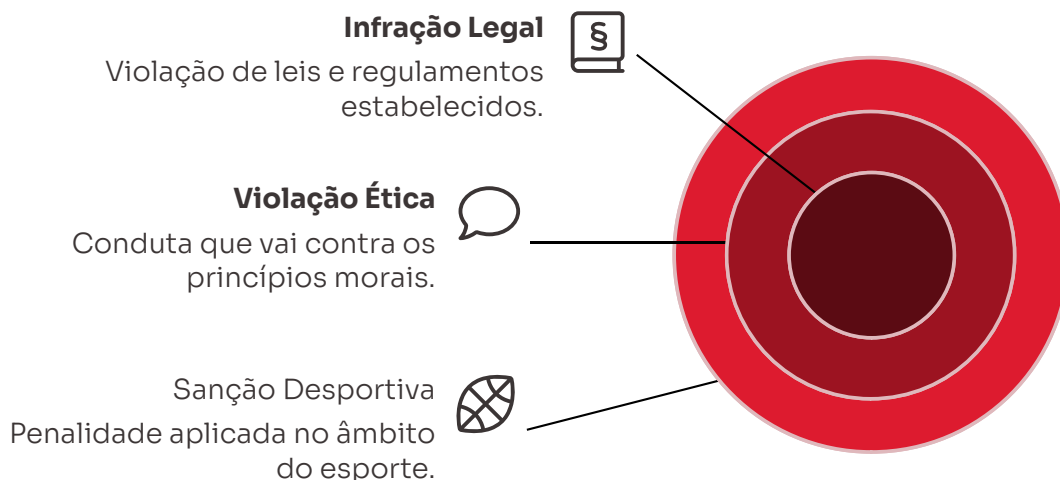 Infração Legal
§
Violação de leis e regulamentos
estabelecidos.
Violação Ética
Conduta que vai contra os
princípios morais.
Sanção Desportiva
Penalidade aplicada no âmbito
do esporte.